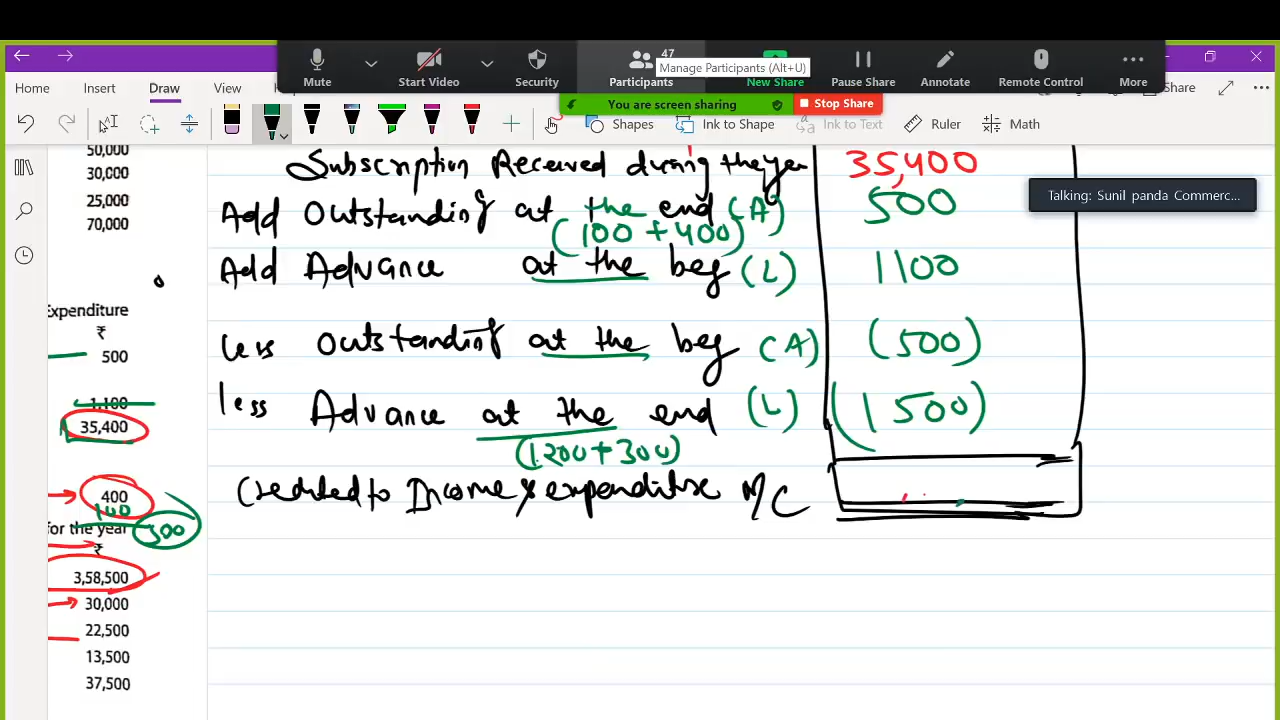 47
Manage Participants (Alt+U)
Mute
Start Video
Security
Participants
New Share
Pause Share
Annotate
Remote Control
More
You are screen sharing
Stop Share
Home
Insert
Draw
View
Share
Shapes
Ink to Shape
Ink to Text
Ruler
Math
Talking: Sunil panda Commerc...
50,000
30,000
25,000
70,000
Expenditure
₹
500
1,100
35,400
400
100
for the year
500
₹
3,58,500
30,000
22,500
13,500
37,500
Subscription Received during the year 35,400
Add Outstanding at the end (A) 500
(100 + 400)
Add Advance at the beg (L) 1100
less Outstanding at the beg (A) (500)
less Advance at the end (L) (1500)
(1200+300)
Credited to Income & expenditure A/C